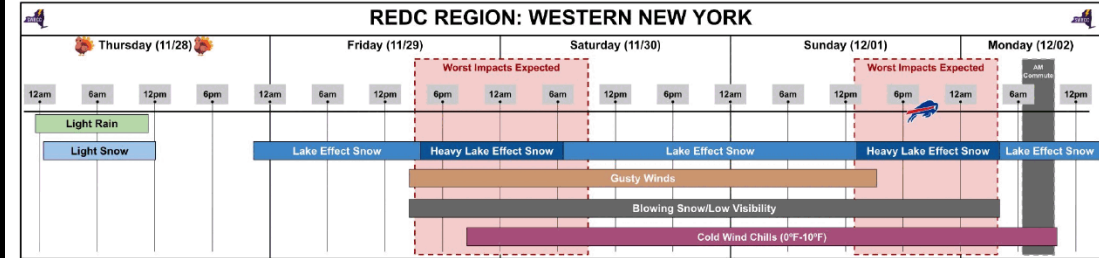 REDC REGION: WESTERN NEW YORK
Thursday (11/28)
Friday (11/29)
Saturday (11/30)
Sunday (12/01)
Monday (12/02)
Worst Impacts Expected
Worst Impacts Expected
AM
Commute
12am 6am 12pm 6pm 12am 6am 12pm 6pm 12am 6am 12pm 6pm 12am 6am 12pm 6pm 12am 6am 12pm
Light Rain
Light Snow
Lake Effect Snow
Heavy Lake Effect Snow
Lake Effect Snow
Heavy Lake Effect Snow
Lake Effect Snow
Gusty Winds
Blowing Snow/Low Visibility
Cold Wind Chills (0ºF-10ºF)